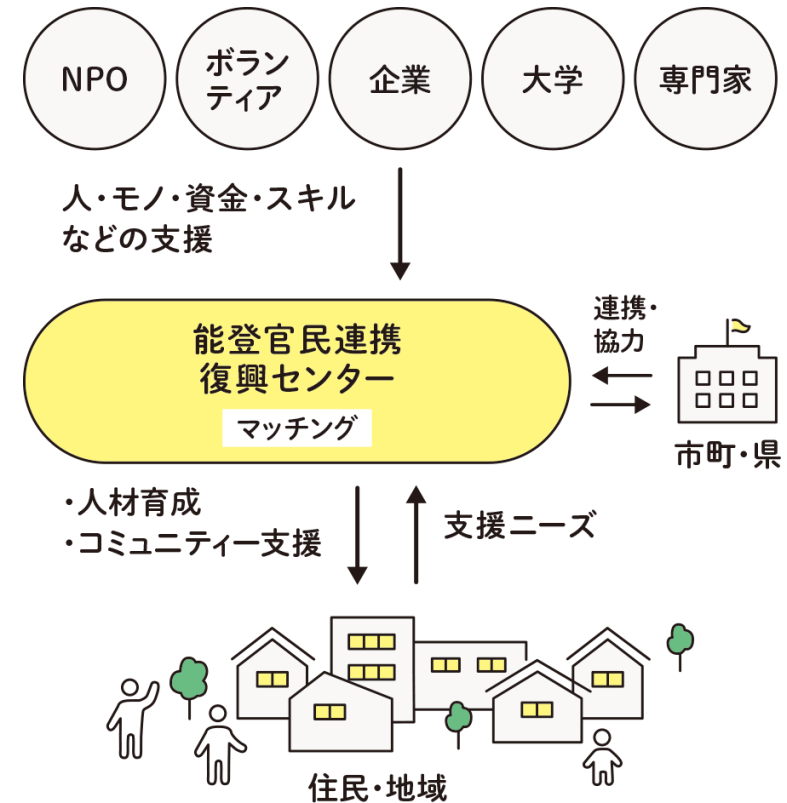 NPO
ボラン
ティア
企業
大学
専門家
人・モノ・資金・スキル
などの支援
能登官民連携
復興センター
マッチング
連携・
協力
市町・県
・人材育成
・コミュニティー支援
支援ニーズ
住民・地域